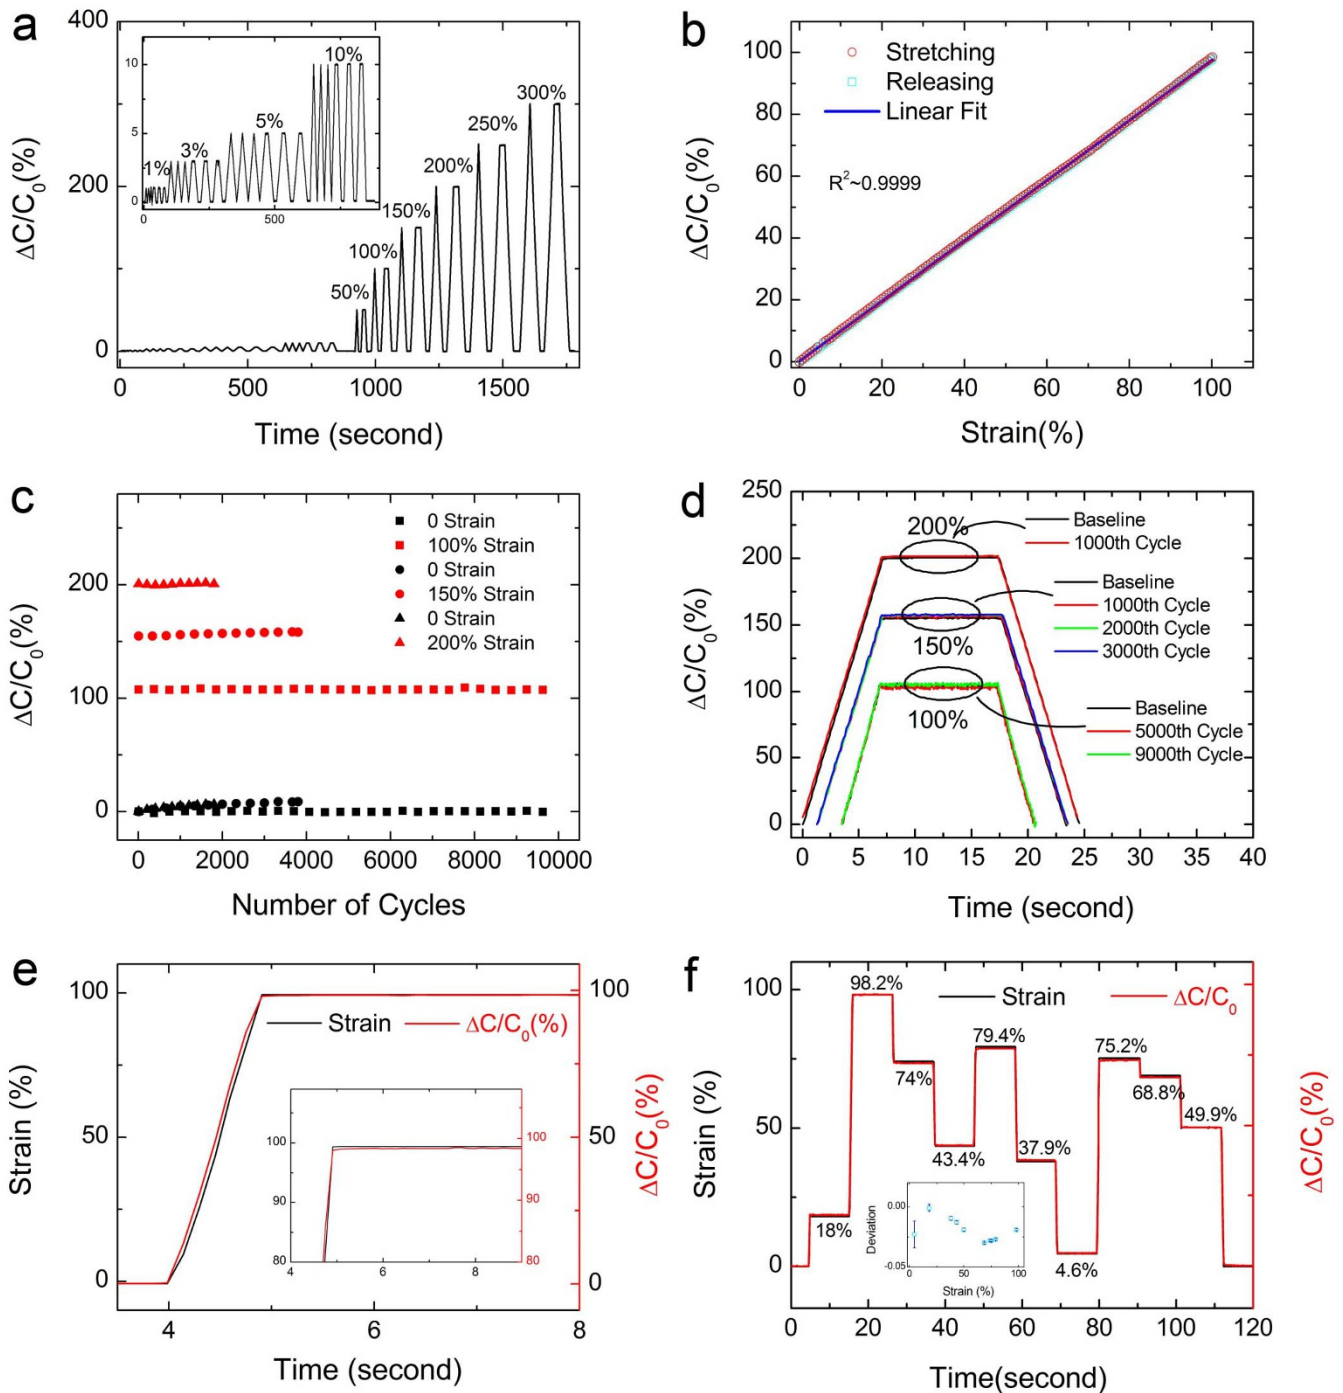 a
400
200
0
0
500
1000
1500
ΔC/C₀(%)
Time (second)
50%
100%
150%
200%
250%
300%
10
5
0
0
500
1%
3%
5%
10%
b
100
80
60
40
20
0
0
20
40
60
80
100
ΔC/C₀(%)
Strain(%)
Stretching
Releasing
Linear Fit
R²~0.9999
c
200
100
0
0
2000
4000
6000
8000
10000
ΔC/C₀(%)
Number of Cycles
0 Strain
100% Strain
0 Strain
150% Strain
0 Strain
200% Strain
d
250
200
150
100
50
0
0
5
10
15
20
25
30
35
40
ΔC/C₀(%)
Time (second)
200%
150%
100%
Baseline
1000th Cycle
Baseline
1000th Cycle
2000th Cycle
3000th Cycle
Baseline
5000th Cycle
9000th Cycle
e
100
50
0
4
6
8
100
50
0
Strain (%)
ΔC/C₀(%)
Time (second)
Strain
ΔC/C₀(%)
100
90
80
4
6
8
100
90
80
f
100
50
0
0
20
40
60
80
100
120
Strain (%)
ΔC/C₀(%)
Time(second)
Strain
ΔC/C₀
18%
98.2%
74%
43.4%
79.4%
37.9%
4.6%
75.2%
68.8%
49.9%
0.00
-0.05
0
50
100
Deviation
Strain (%)